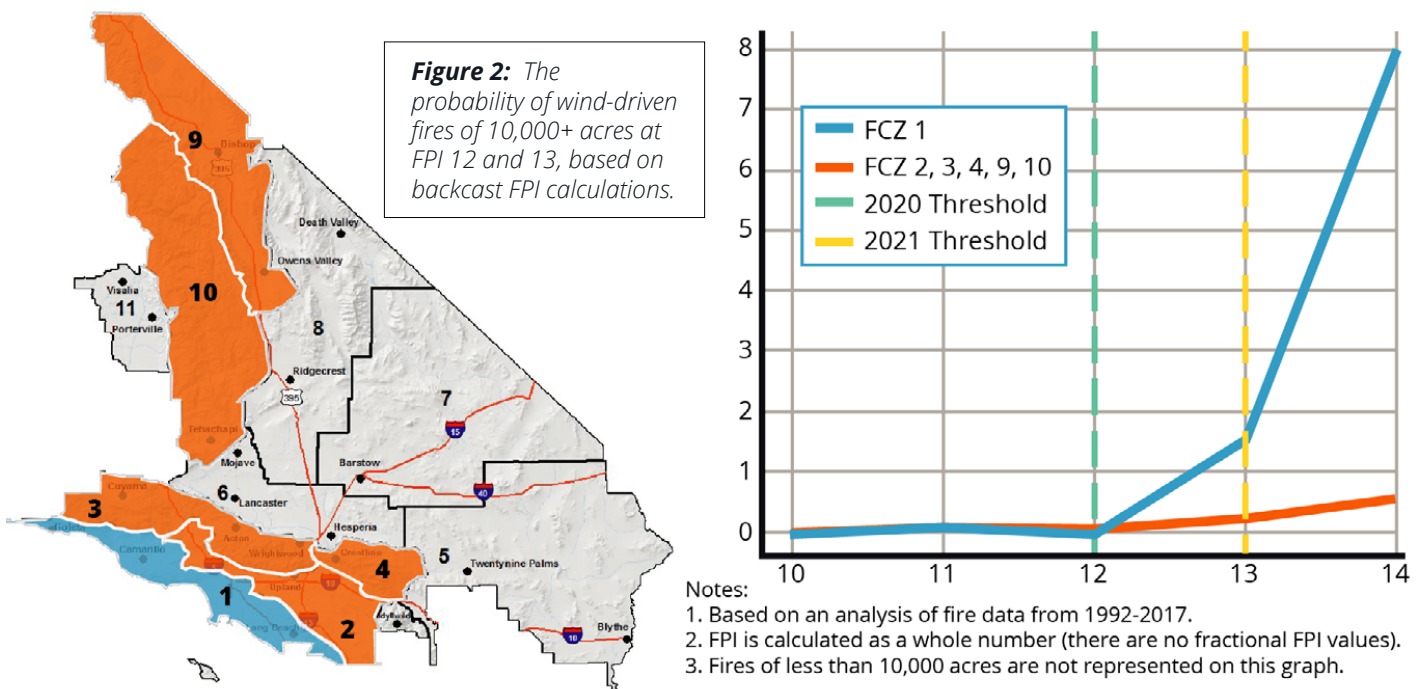 Figure 2: The
probability of wind-driven
fires of 10,000+ acres at
FPI 12 and 13, based on
backcast FPI calculations.
9
Bishop
395
Death Valley
Owens Valley
10
Visalia
11
Porterville
8
Ridgecrest
395
7
15
Tehachapi
Mojave
Barstow
40
6
Lancaster
Cuyama
3
Hesperia
Goleta
Acton
Wrightwood
Crestline
5
Camarillo
4
Twentynine Palms
5
Upland
10
1
Long Beach
2
Idyllwild
10
Blythe
8
7
6
5
4
3
2
1
0
FCZ 1
FCZ 2, 3, 4, 9, 10
2020 Threshold
2021 Threshold
10
11
12
13
14
Notes:
1. Based on an analysis of fire data from 1992-2017.
2. FPI is calculated as a whole number (there are no fractional FPI values).
3. Fires of less than 10,000 acres are not represented on this graph.